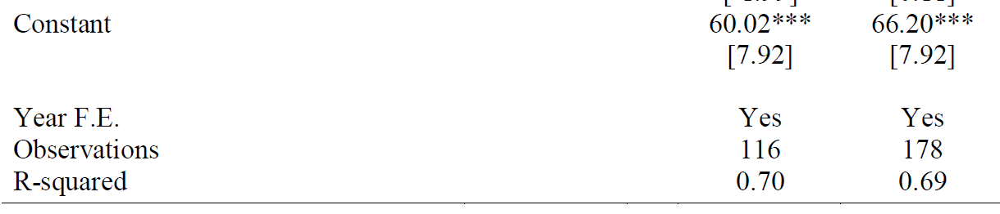 Constant 60.02*** 66.20***
[7.92] [7.92]
Year F.E. Yes Yes
Observations 116 178
R-squared 0.70 0.69